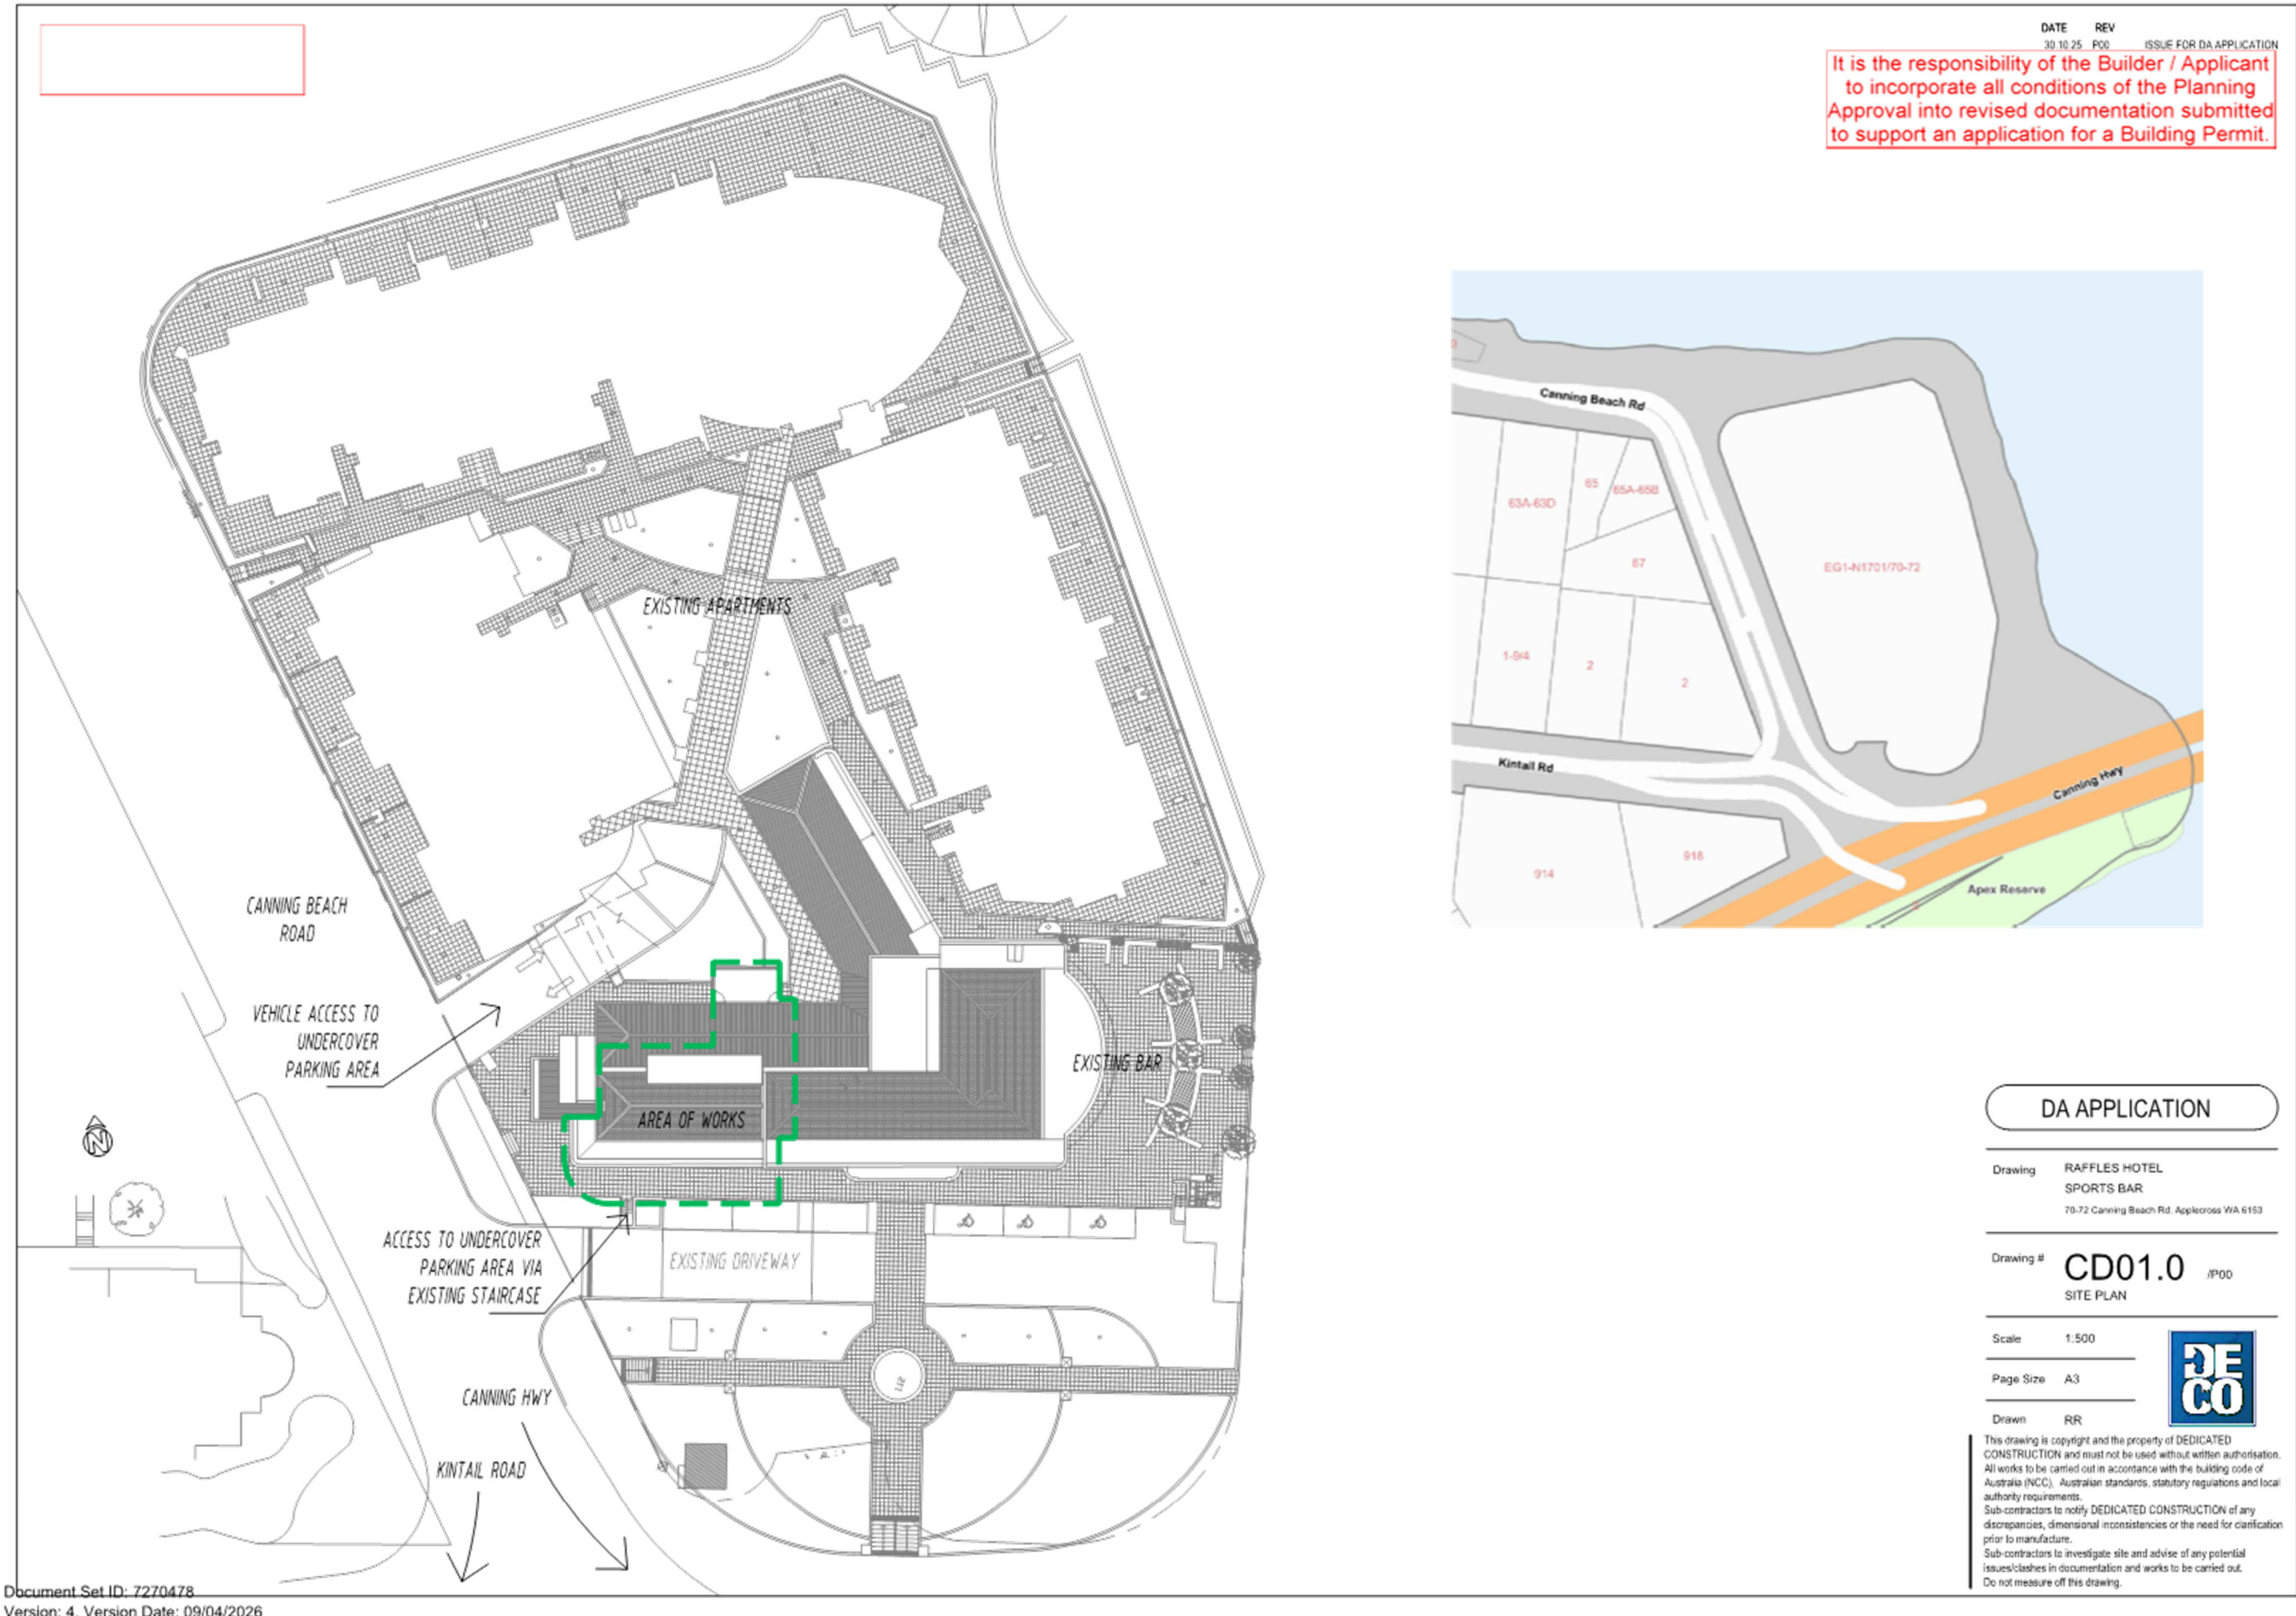 DATE REV
30.10.25 P00 ISSUE FOR DA APPLICATION
It is the responsibility of the Builder / Applicant
to incorporate all conditions of the Planning
Approval into revised documentation submitted
to support an application for a Building Permit.
Canning Beach Rd
63A-63D
65
65A-65B
67
EG1-N1701/70-72
1-9/4
2
2
Kintail Rd
Canning Hwy
914
918
Apex Reserve
EXISTING APARTMENTS
CANNING BEACH
ROAD
VEHICLE ACCESS TO
UNDERCOVER
PARKING AREA
EXISTING BAR
AREA OF WORKS
N
ACCESS TO UNDERCOVER
PARKING AREA VIA
EXISTING STAIRCASE
EXISTING DRIVEWAY
CANNING HWY
KINTAIL ROAD
DA APPLICATION
Drawing RAFFLES HOTEL
SPORTS BAR
70-72 Canning Beach Rd, Applecross WA 6153
Drawing # CD01.0 /P00
SITE PLAN
Scale 1:500
Page Size A3
Drawn RR
DE
CO
This drawing is copyright and the property of DEDICATED
CONSTRUCTION and must not be used without written authorisation.
All works to be carried out in accordance with the building code of
Australia (NCC), Australian standards, statutory regulations and local
authority requirements.
Sub-contractors to notify DEDICATED CONSTRUCTION of any
discrepancies, dimensional inconsistencies or the need for clarification
prior to manufacture.
Sub-contractors to investigate site and advise of any potential
issues/clashes in documentation and works to be carried out.
Do not measure off this drawing.
Document Set ID: 7270478
Version: 4, Version Date: 09/04/2026